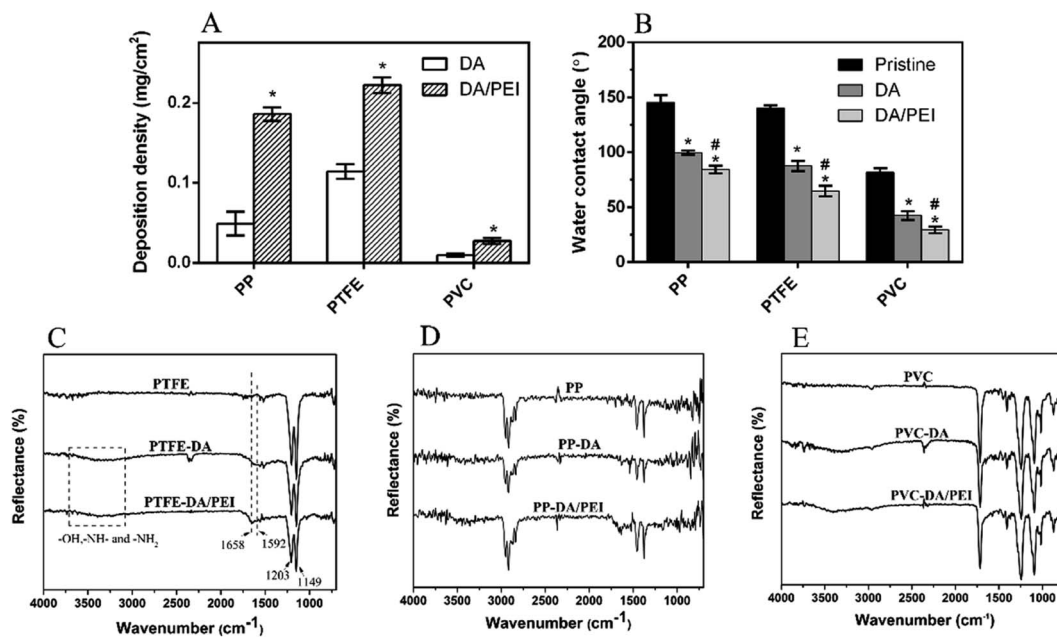 A
Deposition density (mg/cm²)
0.2
0.1
0.0
DA
DA/PEI
*
*
*
PP
PTFE
PVC
B
Water contact angle (°)
200
150
100
50
0
Pristine
DA
DA/PEI
*
#
*
*
#
*
*
#
*
PP
PTFE
PVC
C
Reflectance (%)
PTFE
PTFE-DA
PTFE-DA/PEI
-OH,-NH- and -NH₂
1658
1592
1203
1149
4000 3500 3000 2500 2000 1500 1000
Wavenumber (cm⁻¹)
D
Reflectance (%)
PP
PP-DA
PP-DA/PEI
4000 3500 3000 2500 2000 1500 1000
Wavenumber (cm⁻¹)
E
Reflectance (%)
PVC
PVC-DA
PVC-DA/PEI
4000 3500 3000 2500 2000 1500 1000
Wavenumber (cm⁻¹)